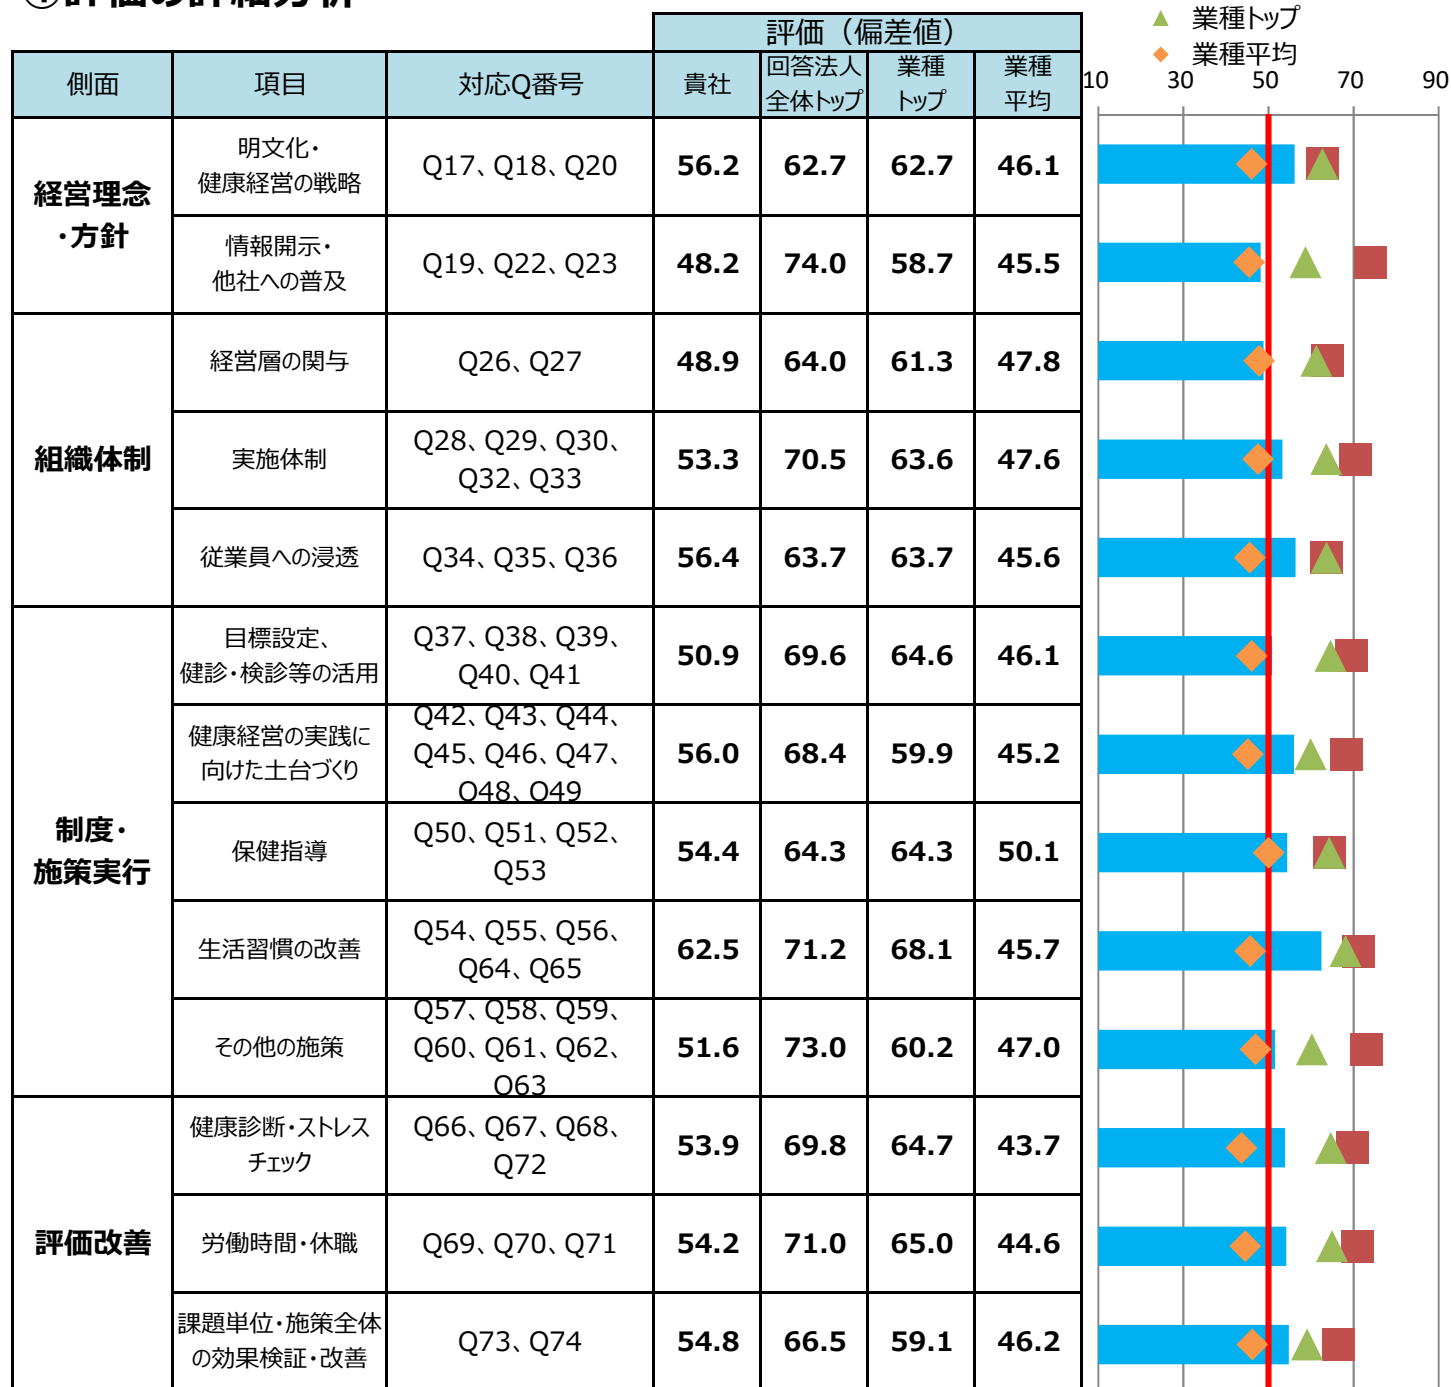 ①評価の詳細分析
業種トップ
業種平均
評価（偏差値）
側面 項目 対応Q番号 貴社 回答法人全体トップ 業種トップ 業種平均
10 30 50 70 90
経営理念・方針
明文化・健康経営の戦略 Q17、Q18、Q20 56.2 62.7 62.7 46.1
情報開示・他社への普及 Q19、Q22、Q23 48.2 74.0 58.7 45.5
組織体制
経営層の関与 Q26、Q27 48.9 64.0 61.3 47.8
実施体制 Q28、Q29、Q30、Q32、Q33 53.3 70.5 63.6 47.6
従業員への浸透 Q34、Q35、Q36 56.4 63.7 63.7 45.6
制度・施策実行
目標設定、健診・検診等の活用 Q37、Q38、Q39、Q40、Q41 50.9 69.6 64.6 46.1
健康経営の実践に向けた土台づくり Q42、Q43、Q44、Q45、Q46、Q47、Q48、Q49 56.0 68.4 59.9 45.2
保健指導 Q50、Q51、Q52、Q53 54.4 64.3 64.3 50.1
生活習慣の改善 Q54、Q55、Q56、Q64、Q65 62.5 71.2 68.1 45.7
その他の施策 Q57、Q58、Q59、Q60、Q61、Q62、Q63 51.6 73.0 60.2 47.0
評価改善
健康診断・ストレスチェック Q66、Q67、Q68、Q72 53.9 69.8 64.7 43.7
労働時間・休職 Q69、Q70、Q71 54.2 71.0 65.0 44.6
課題単位・施策全体の効果検証・改善 Q73、Q74 54.8 66.5 59.1 46.2